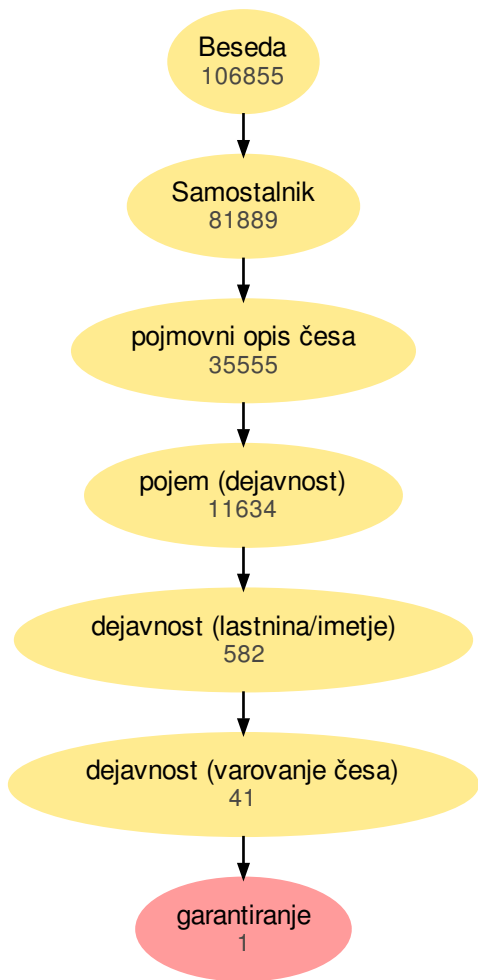 Beseda
106855
Samostalnik
81889
pojmovni opis česa
35555
pojem (dejavnost)
11634
dejavnost (lastnina/imetje)
582
dejavnost (varovanje česa)
41
garantiranje
1